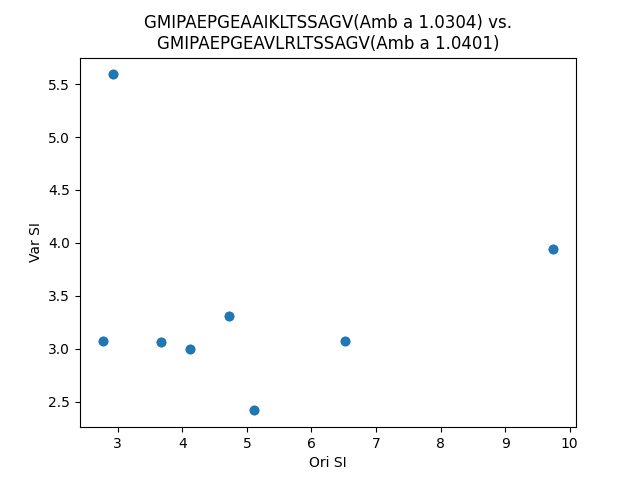 GMIPAEPGEAAIKLTSSAGV(Amb a 1.0304) vs.
GMIPAEPGEAVLRLTSSAGV(Amb a 1.0401)
5.5
5.0
4.5
4.0
3.5
3.0
2.5
Var SI
3 4 5 6 7 8 9 10
Ori SI